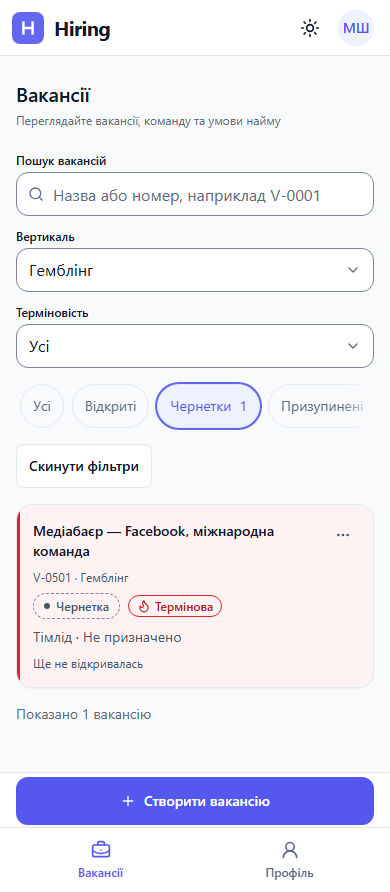 H Hiring
МШ
Вакансії
Переглядайте вакансії, команду та умови найму
Пошук вакансій
Назва або номер, наприклад V-0001
Вертикаль
Гемблінг
Терміновість
Усі
Усі Відкриті Чернетки 1 Призупинені
Скинути фільтри
Медіабаєр — Facebook, міжнародна
команда
V-0501 · Гемблінг
Чернетка Термінова
Тімлід · Не призначено
Ще не відкривалась
Показано 1 вакансію
+ Створити вакансію
Вакансії Профіль